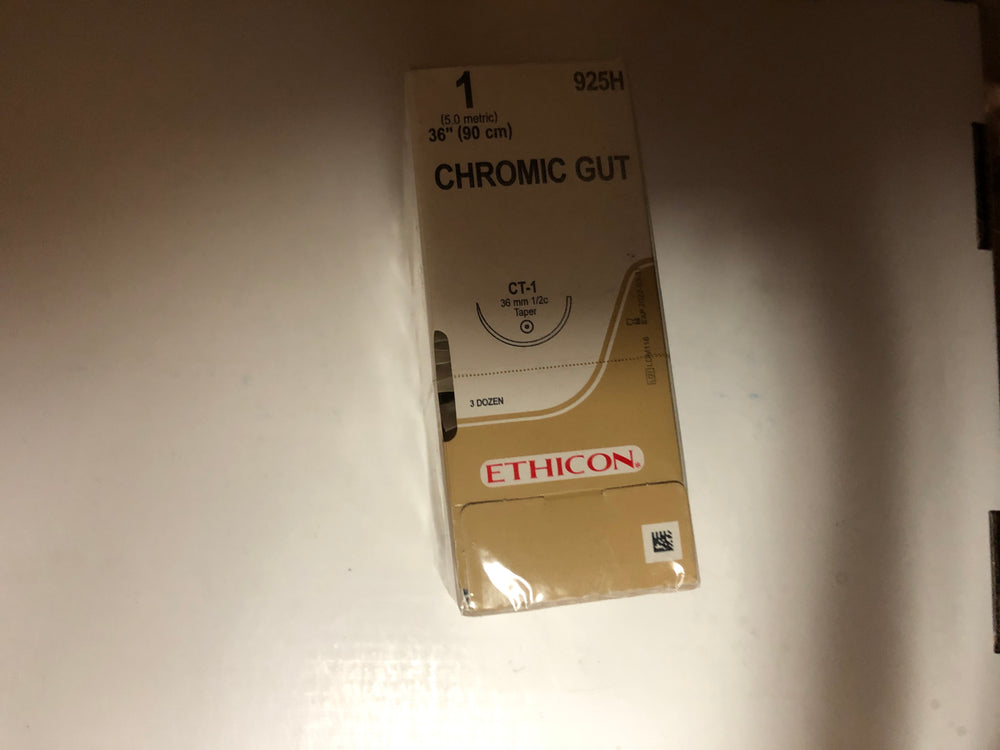 1
925H
(5.0 metric)
36" (90 cm)
CHROMIC GUT
CT-1
36 mm 1/2c
Taper
3 DOZEN
ETHICON